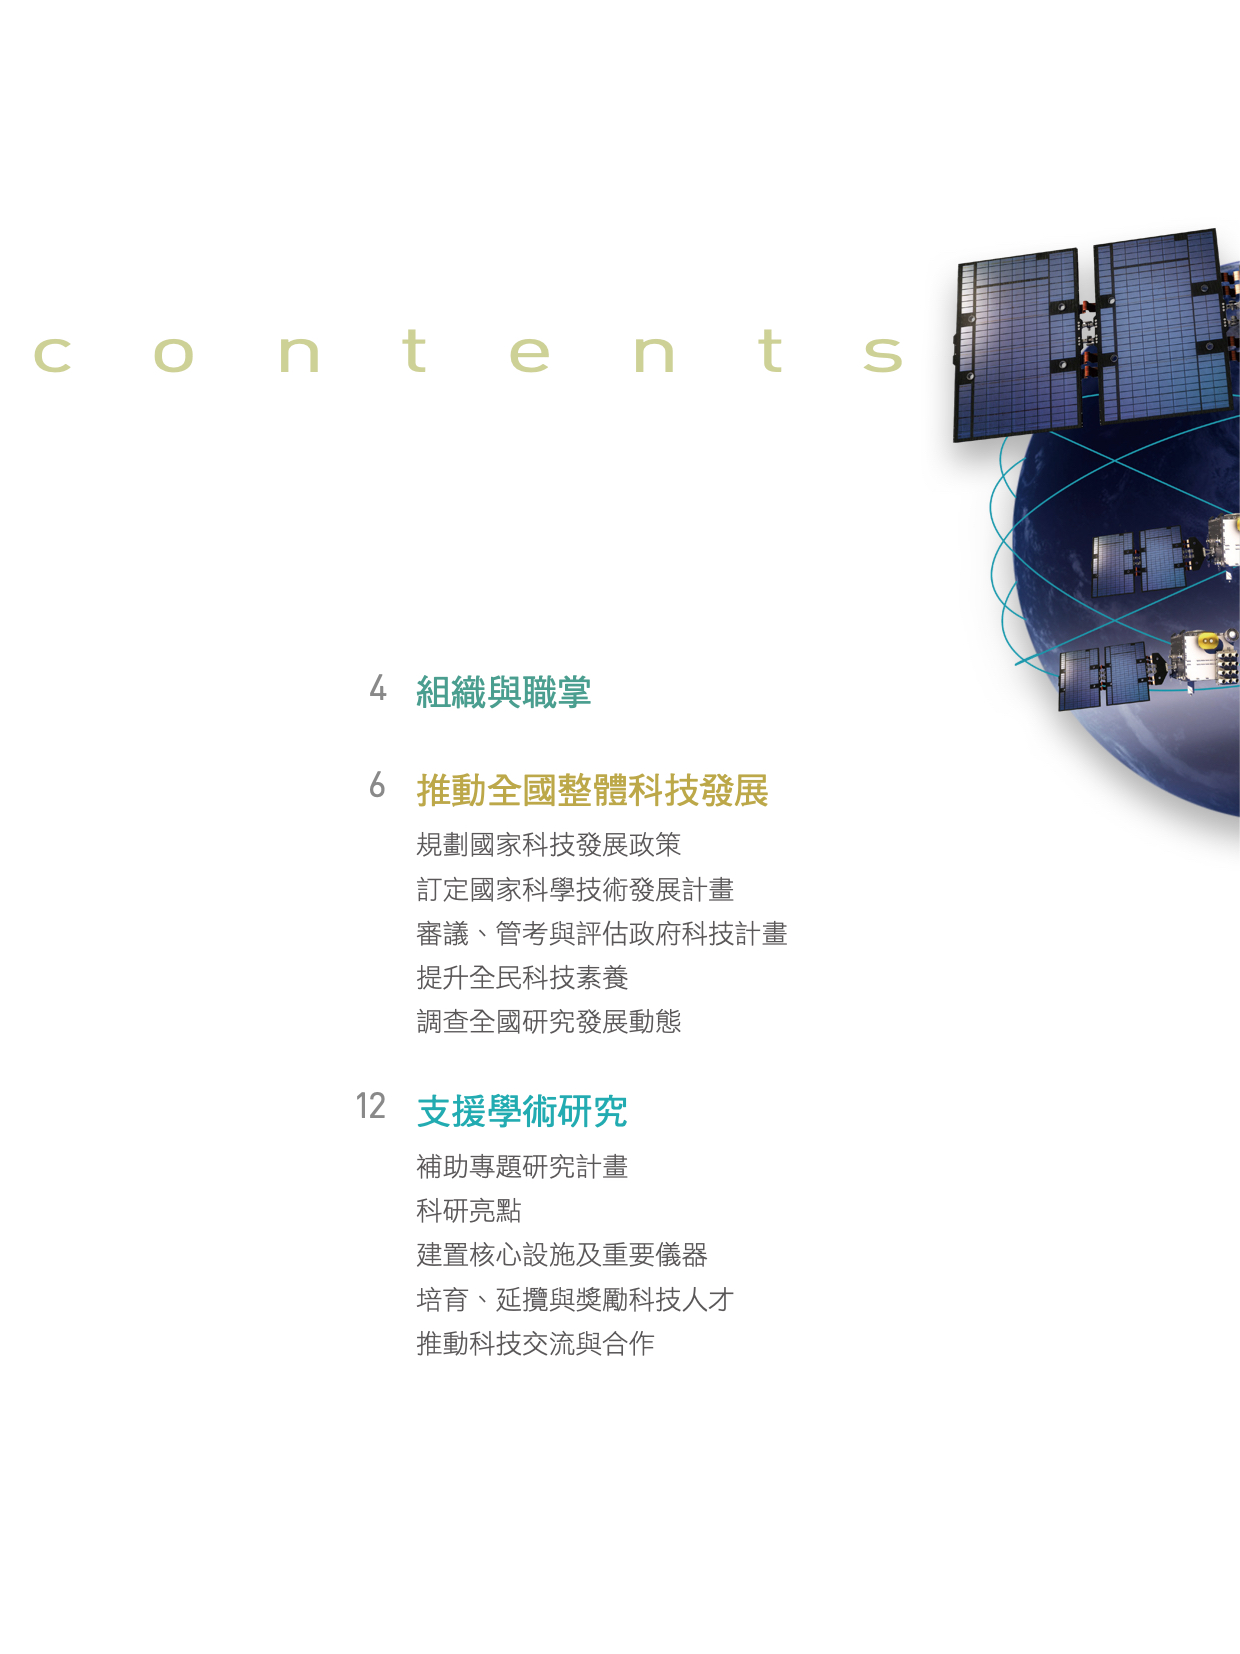 contents
4 組織與職掌
6 推動全國整體科技發展
規劃國家科技發展政策
訂定國家科學技術發展計畫
審議、管考與評估政府科技計畫
提升全民科技素養
調查全國研究發展動態
12 支援學術研究
補助專題研究計畫
科研亮點
建置核心設施及重要儀器
培育、延攬與獎勵科技人才
推動科技交流與合作